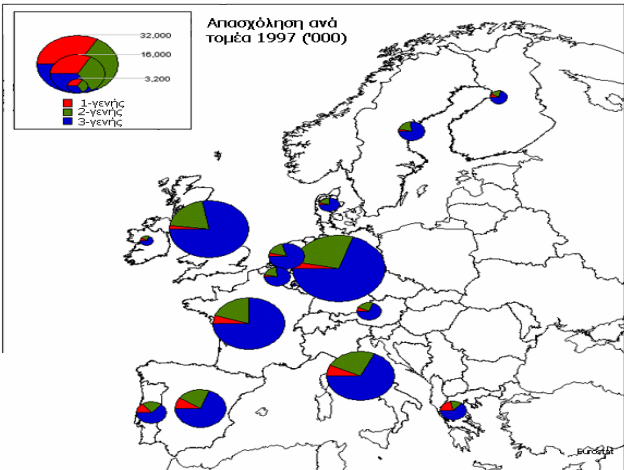 Απασχόληση ανά
τομέα 1997 ('000)
32,000
16,000
3,200
1-γενής
2-γενής
3-γενής
Eurostat